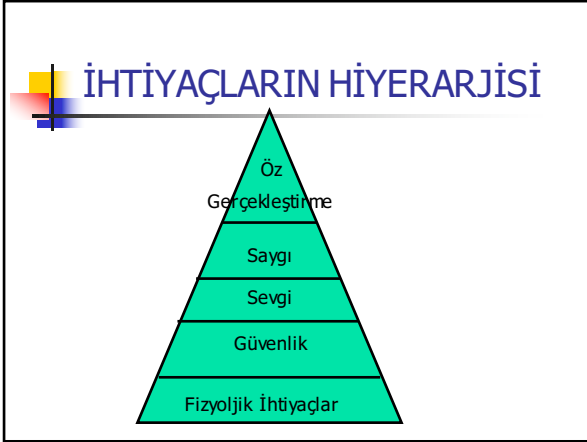 İHTİYAÇLARIN HİYERARJİSİ
Öz
Gerçekleştirme
Saygı
Sevgi
Güvenlik
Fizyoljik İhtiyaçlar